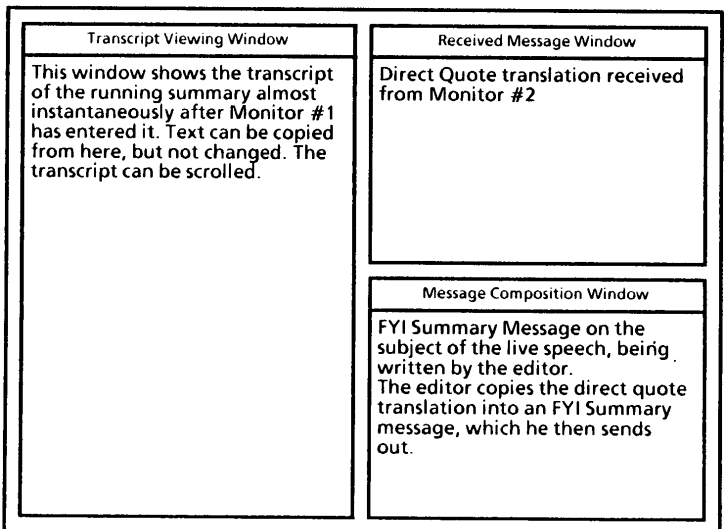 Transcript Viewing Window
This window shows the transcript
of the running summary almost
instantaneously after Monitor #1
has entered it. Text can be copied
from here, but not changed. The
transcript can be scrolled.
Received Message Window
Direct Quote translation received
from Monitor #2
Message Composition Window
FYI Summary Message on the
subject of the live speech, being
written by the editor.
The editor copies the direct quote
translation into an FYI Summary
message, which he then sends
out.